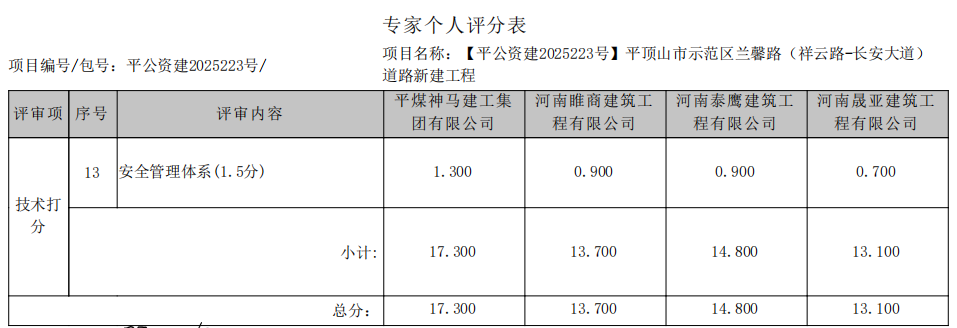 专家个人评分表
项目编号/包号：平公资建2025223号/
项目名称：【平公资建2025223号】平顶山市示范区兰馨路（祥云路-长安大道）
道路新建工程
评审项 序号 评审内容 平煤神马建工集 河南睢商建筑工 河南泰鹰建筑工 河南晟亚建筑工
团有限公司 程有限公司 程有限公司 程有限公司
13 安全管理体系(1.5分) 1.300 0.900 0.900 0.700
技术打
分
小计: 17.300 13.700 14.800 13.100
总分: 17.300 13.700 14.800 13.100